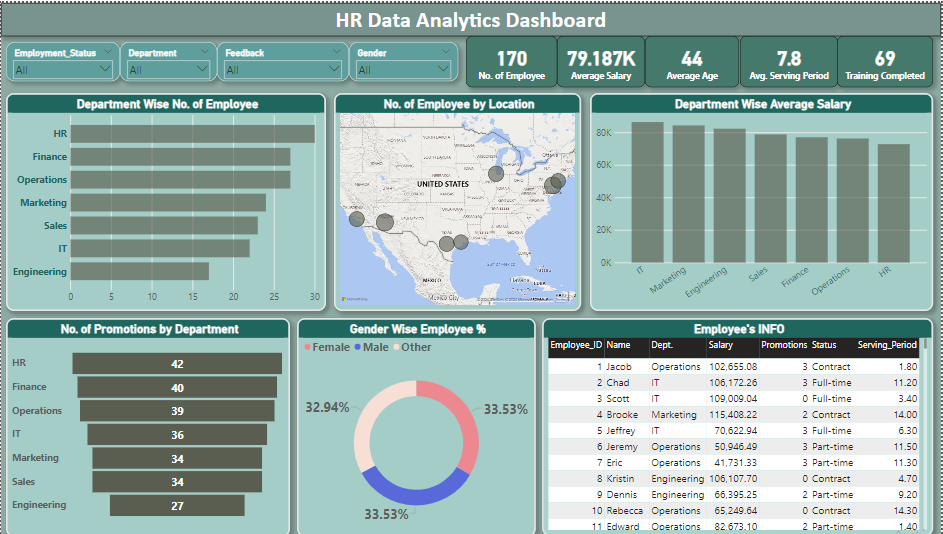 HR Data Analytics Dashboard
Employment_Status
All
Department
All
Feedback
All
Gender
All
170
No. of Employee
79.187K
Average Salary
44
Average Age
7.8
Avg. Serving Period
69
Training Completed
Department Wise No. of Employee
HR
Finance
Operations
Marketing
Sales
IT
Engineering
0 5 10 15 20 25 30
No. of Employee by Location
UNITED STATES
MEXICO
Mexico City
Havana
CUBA
Ottawa
Department Wise Average Salary
80K
60K
40K
20K
0K
IT Marketing Engineering Sales Finance Operations HR
No. of Promotions by Department
HR 42
Finance 40
Operations 39
IT 36
Marketing 34
Sales 34
Engineering 27
Gender Wise Employee %
Female Male Other
32.94%
33.53%
33.53%
Employee's INFO
Employee_ID Name Dept. Salary Promotions Status Serving_Period
1 Jacob Operations 102,655.08 3 Contract 1.80
2 Chad IT 106,172.26 3 Full-time 11.20
3 Scott IT 109,009.04 0 Full-time 3.40
4 Brooke Marketing 115,408.22 2 Contract 14.00
5 Jeffrey IT 70,622.94 3 Full-time 6.30
6 Jeremy Operations 50,946.49 3 Part-time 11.50
7 Eric Operations 41,731.33 3 Part-time 11.30
8 Kristin Engineering 106,107.70 0 Contract 4.70
9 Dennis Engineering 66,395.25 2 Part-time 9.20
10 Rebecca Operations 65,249.64 0 Contract 14.30
11 Edward Operations 82,673.10 2 Part-time 1.40